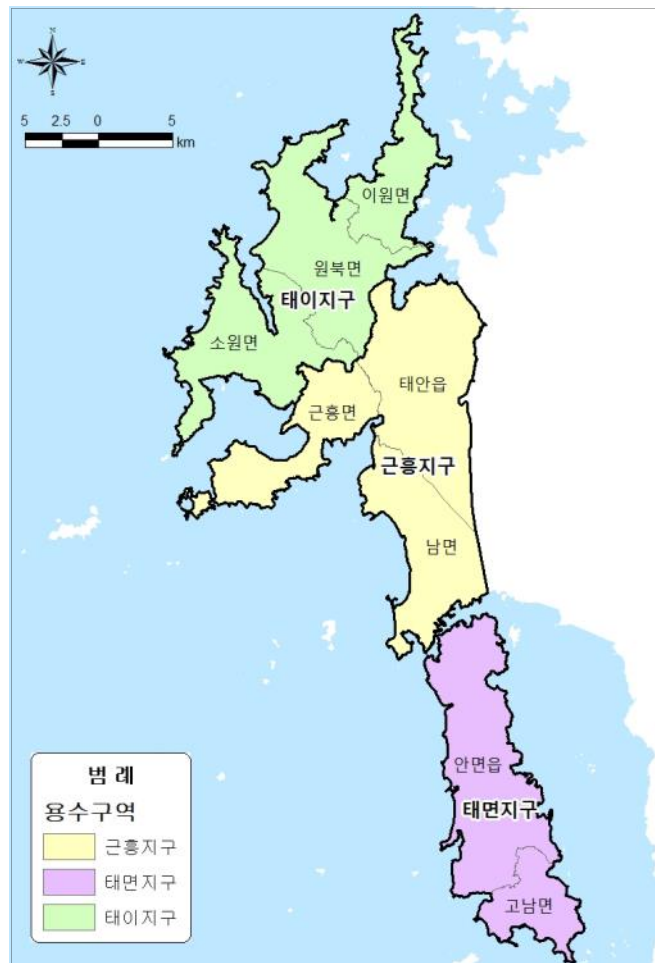 N
W
E
S
5 2.5 0 5
km
이원면
원북면
태이지구
소원면
태안읍
근흥면
근흥지구
남면
안면읍
태면지구
고남면
범 례
용수구역
근흥지구
태면지구
태이지구